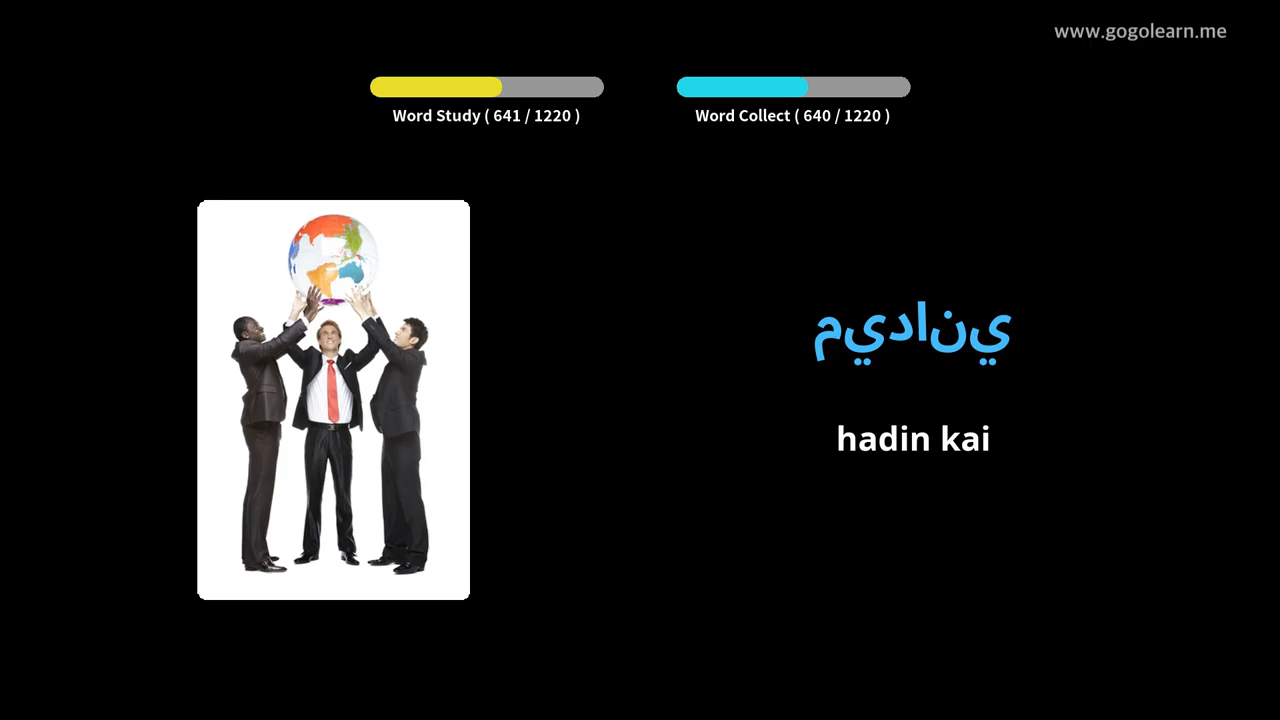 www.gogolearn.me
Word Study ( 641 / 1220 )
Word Collect ( 640 / 1220 )
ميداني
hadin kai